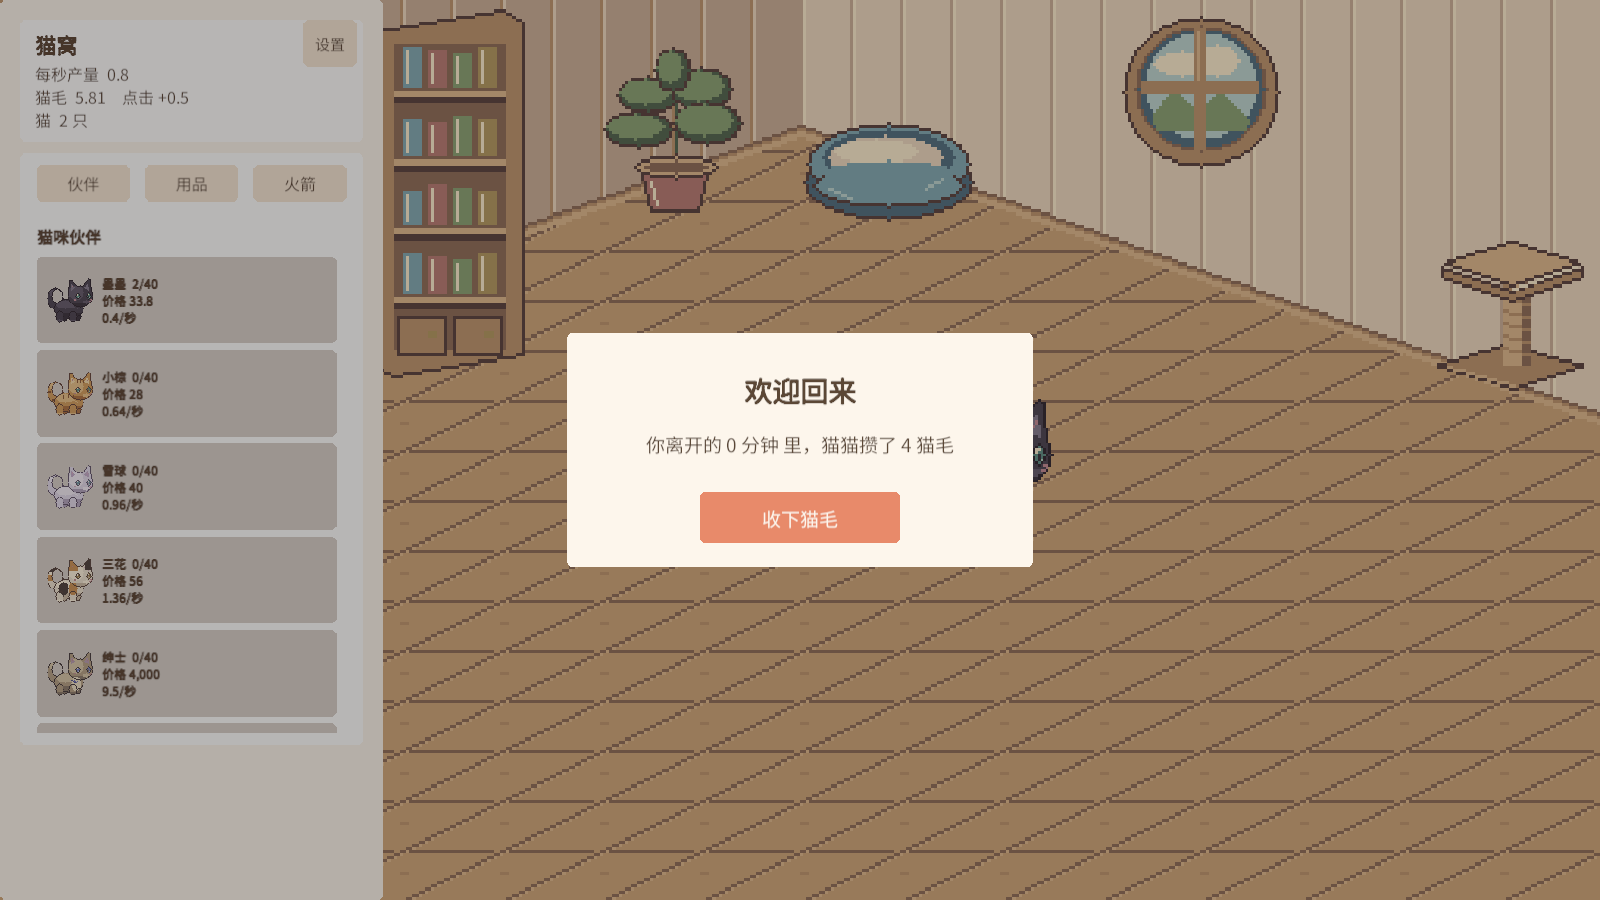 猫窝
设置
每秒产量 0.8
猫毛 5.81 点击 +0.5
猫 2 只
伙伴 用品 火箭
猫咪伙伴
墨墨 2/40
价格 33.8
0.4/秒
小棕 0/40
价格 28
0.64/秒
雪球 0/40
价格 40
0.96/秒
三花 0/40
价格 56
1.36/秒
绅士 0/40
价格 4,000
9.5/秒
欢迎回来
你离开的 0 分钟 里，猫猫攒了 4 猫毛
收下猫毛